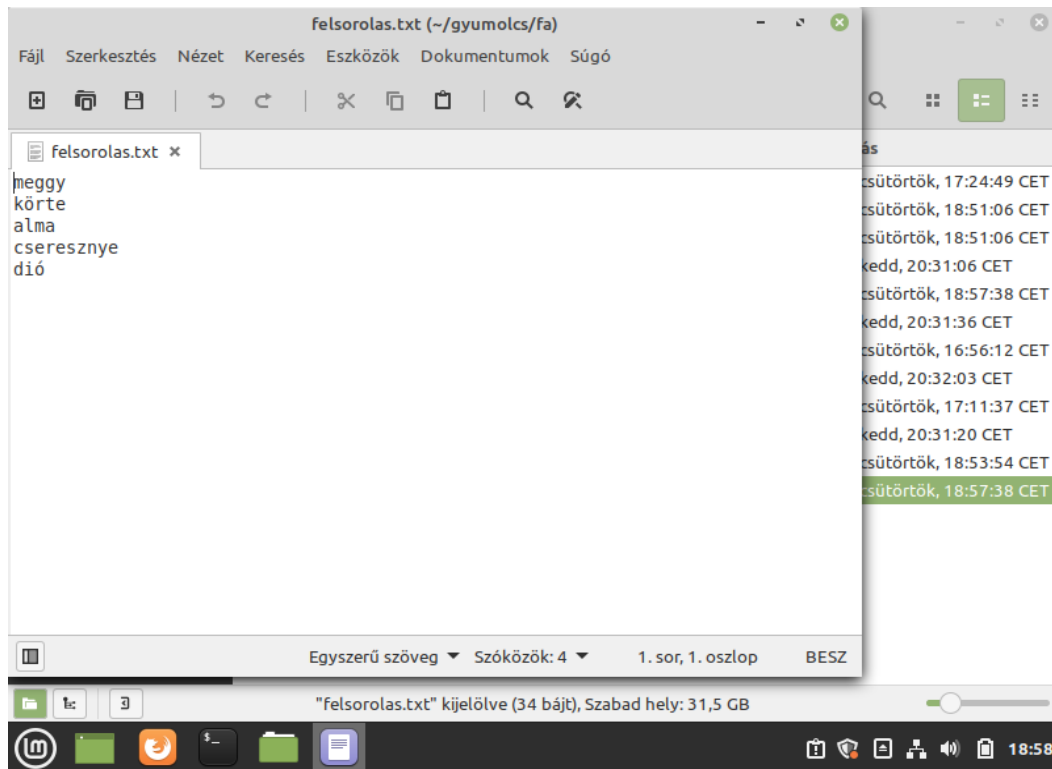 felsorolas.txt (~/gyumolcs/fa)
Fájl Szerkesztés Nézet Keresés Eszközök Dokumentumok Súgó
felsorolas.txt
meggy
körte
alma
cseresznye
dió
ás
csütörtök, 17:24:49 CET
csütörtök, 18:51:06 CET
csütörtök, 18:51:06 CET
kedd, 20:31:06 CET
csütörtök, 18:57:38 CET
kedd, 20:31:36 CET
csütörtök, 16:56:12 CET
kedd, 20:32:03 CET
csütörtök, 17:11:37 CET
kedd, 20:31:20 CET
csütörtök, 18:53:54 CET
csütörtök, 18:57:38 CET
Egyszerű szöveg Szóközök: 4 1. sor, 1. oszlop BESZ
"felsorolas.txt" kijelölve (34 bájt), Szabad hely: 31,5 GB
$_
18:58